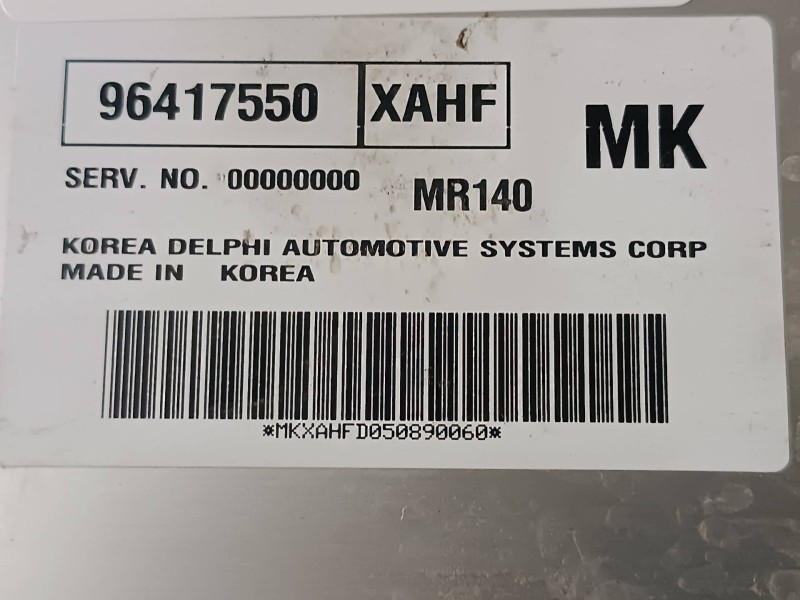 96417550 XAHF
MK
SERV. NO. 00000000 MR140
KOREA DELPHI AUTOMOTIVE SYSTEMS CORP
MADE IN KOREA
*MKXAHFD050890060*